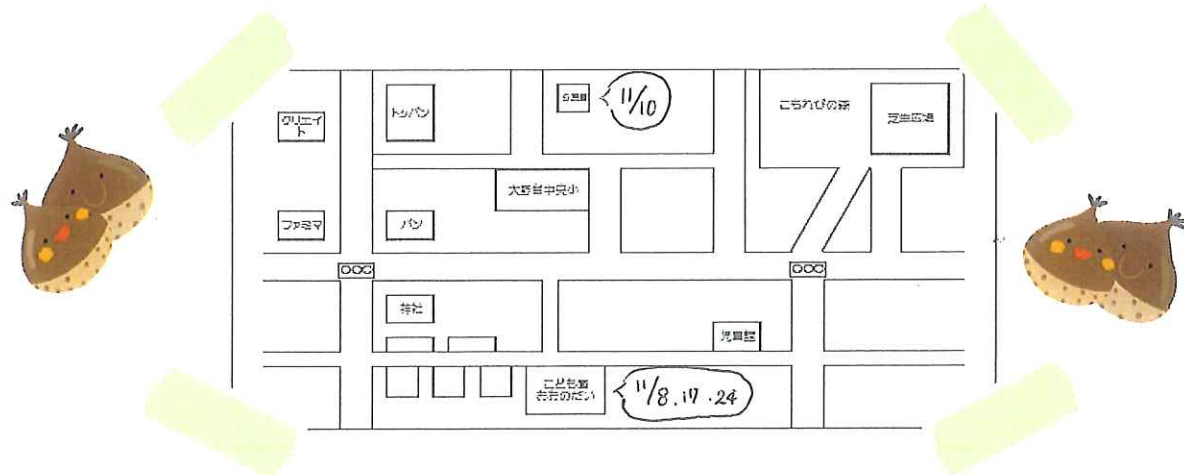 クリエイ
ト
トッパン
11/10
こもれびの森
芝生広場
大野台中央小
ファミマ
パン
神社
児童館
こども園
おおのだい
11/8.17.24